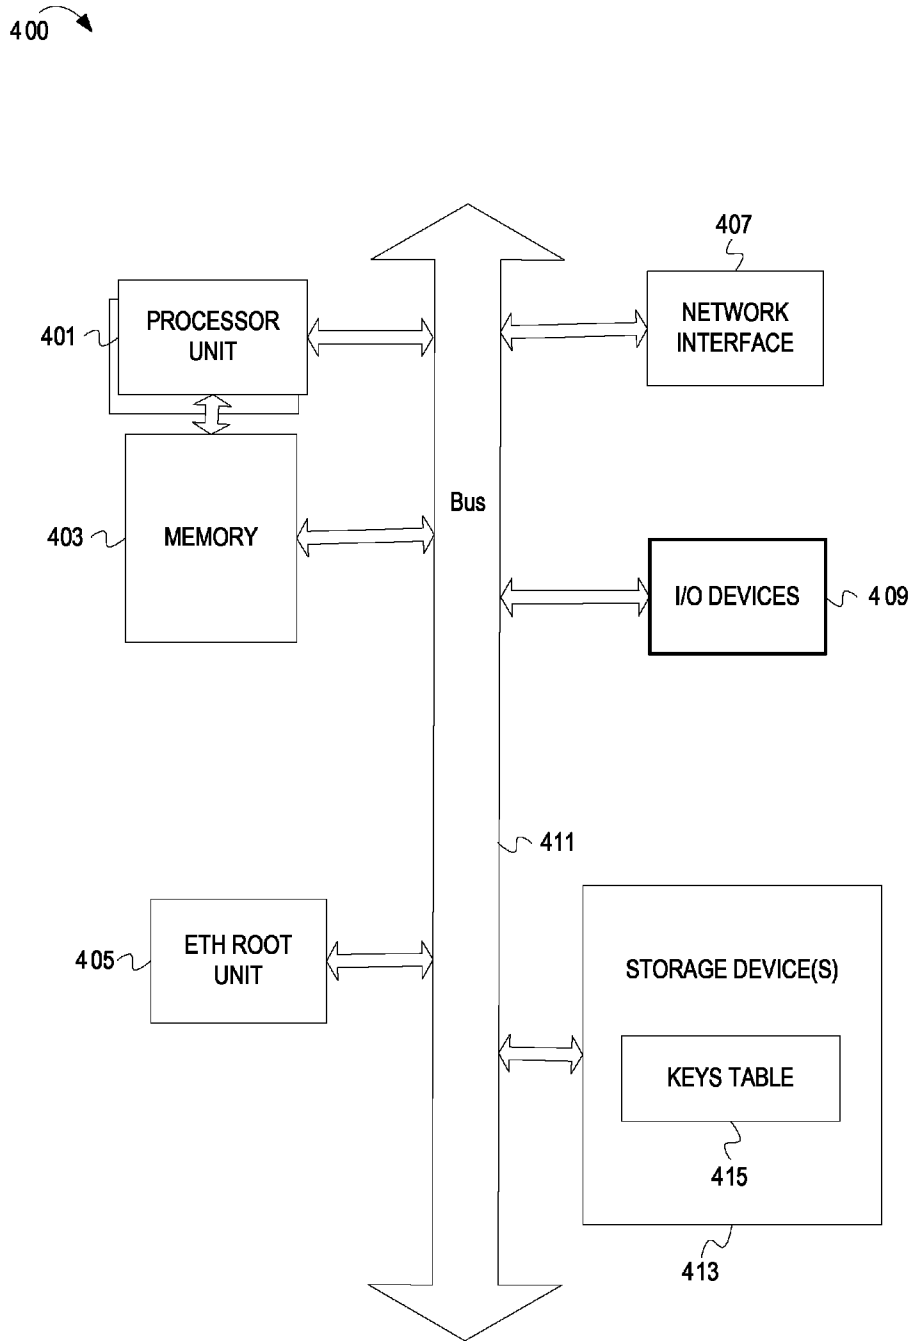 400
407
NETWORK
INTERFACE
401
PROCESSOR
UNIT
Bus
403
MEMORY
I/O DEVICES
409
411
405
ETH ROOT
UNIT
STORAGE DEVICE(S)
KEYS TABLE
415
413